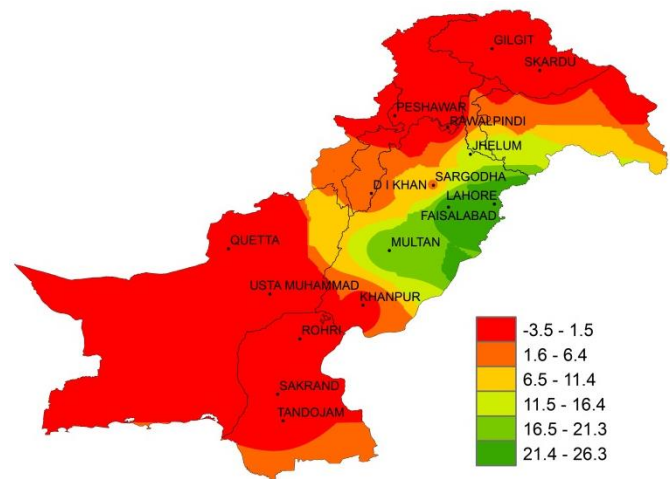 GILGIT
SKARDU
PESHAWAR
RAWALPINDI
JHELUM
SARGODHA
D I KHAN
LAHORE
FAISALABAD
MULTAN
QUETTA
USTA MUHAMMAD
KHANPUR
ROHRI
SAKRAND
TANDOJAM
-3.5 - 1.5
1.6 - 6.4
6.5 - 11.4
11.5 - 16.4
16.5 - 21.3
21.4 - 26.3